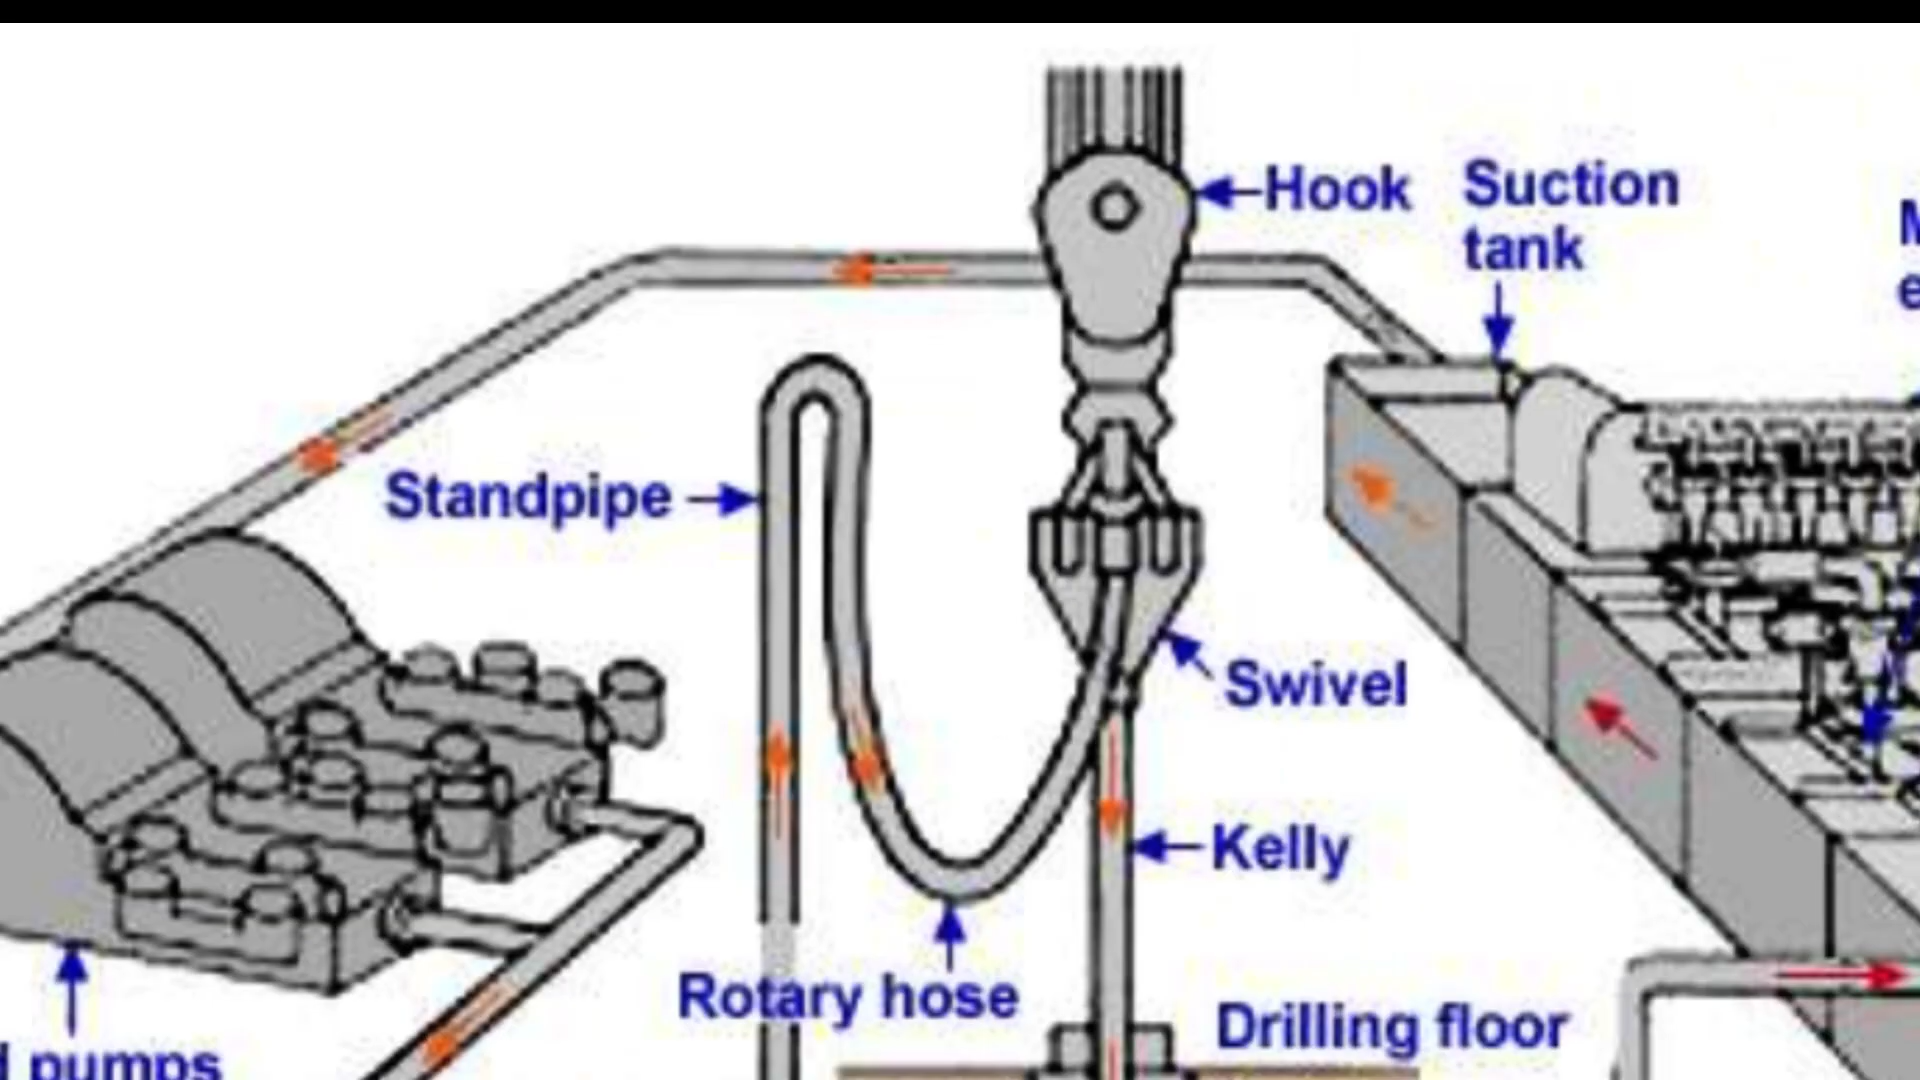 Hook
Suction
tank
Standpipe
Swivel
Kelly
Rotary hose
Drilling floor
pumps